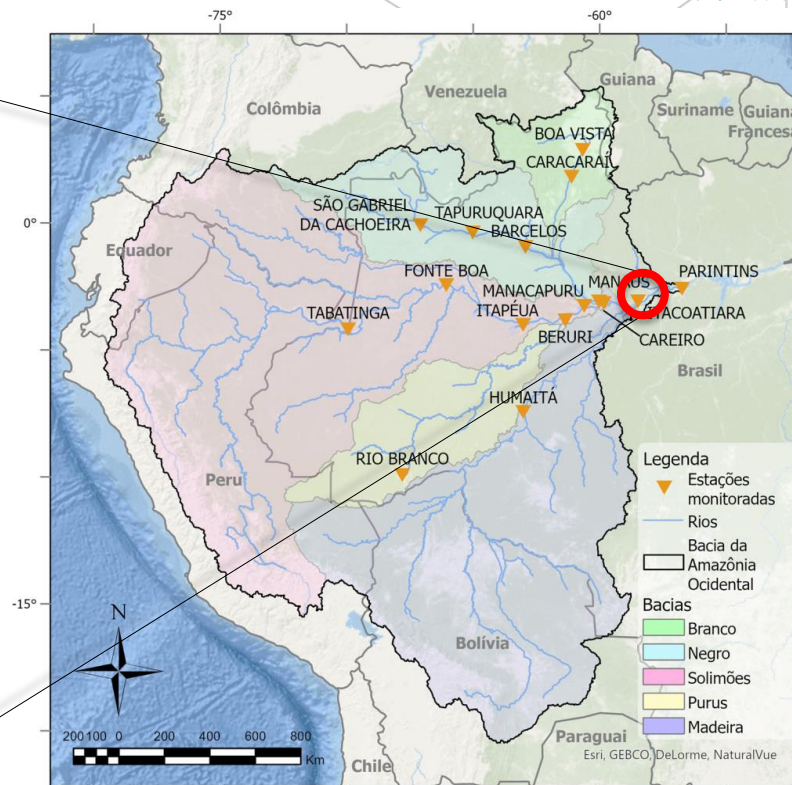 -75°
-60°
Guiana
Venezuela
Colômbia
Suriname
Guiana
Francesa
BOA VISTA
CARACARAÍ
SÃO GABRIEL
DA CACHOEIRA
TAPURUQUARA
BARCELOS
0°
Equador
FONTE BOA
MANAUS
PARINTINS
MANACAPURU
TABATINGA
ITAPÉUA
ITACOATIARA
BERURI
CAREIRO
Brasil
HUMAITÁ
RIO BRANCO
Peru
Legenda
Estações
monitoradas
Rios
Bacia da
Amazônia
Ocidental
-15°
N
Bacias
Branco
Negro
Solimões
Purus
Madeira
Bolívia
200 100 0 200 400 600 800
Km
Paraguai
Chile
Esri, GEBCO, DeLorme, NaturalVue